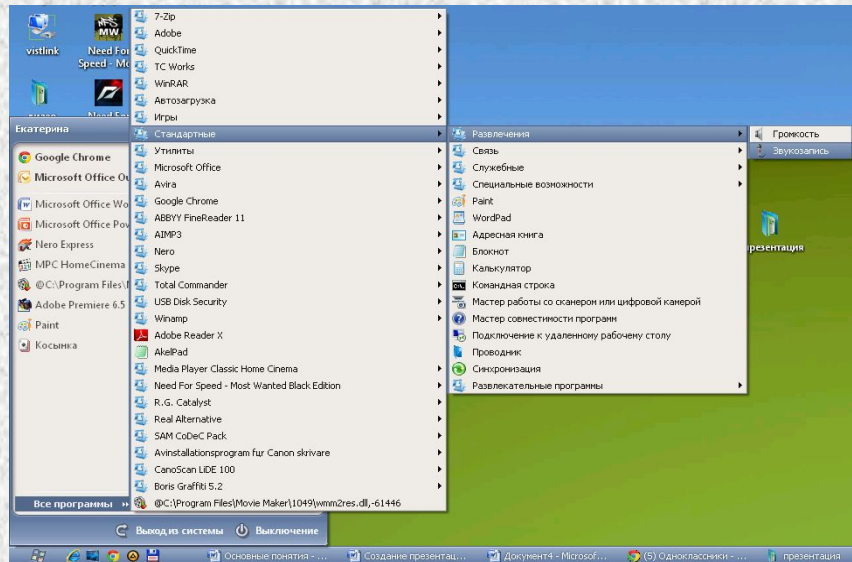 vistlink
Need For
Speed - Mo
Екатерина
Google Chrome
Microsoft Office Ou
Microsoft Office Wo
Microsoft Office Pov
Nero Express
MPC HomeCinema
@C:\Program Files\
Adobe Premiere 6.5
Paint
Косынка
Все программы
Выход из системы
Выключение
7-Zip
Adobe
QuickTime
TC Works
WinRAR
Автозагрузка
Игры
Стандартные
Утилиты
Microsoft Office
Avira
Google Chrome
ABBYY FineReader 11
AIMP3
Nero
Skype
Total Commander
USB Disk Security
Winamp
Adobe Reader X
AkelPad
Media Player Classic Home Cinema
Need For Speed - Most Wanted Black Edition
R.G. Catalyst
Real Alternative
SAM CoDeC Pack
Avinstallationsprogram fцr Canon skrivare
CanoScan LiDE 100
Boris Graffiti 5.2
@C:\Program Files\Movie Maker\1049\wmm2res.dll,-61446
Развлечения
Связь
Служебные
Специальные возможности
Paint
WordPad
Адресная книга
Блокнот
Калькулятор
Командная строка
Мастер работы со сканером или цифровой камерой
Мастер совместимости программ
Подключение к удаленному рабочему столу
Проводник
Синхронизация
Развлекательные программы
Громкость
Звукозапись
презентация
Основные понятия - ...
Создание презентац...
Документ4 - Microsof...
(5) Одноклассники - ...
презентация